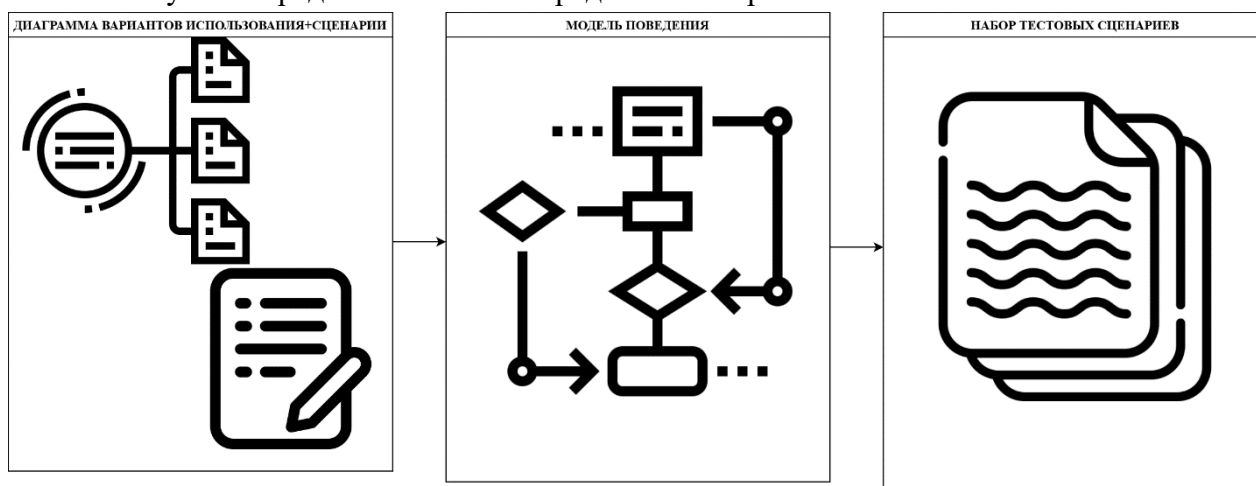 ДИАГРАММА ВАРИАНТОВ ИСПОЛЬЗОВАНИЯ+СЦЕНАРИИ
МОДЕЛЬ ПОВЕДЕНИЯ
НАБОР ТЕСТОВЫХ СЦЕНАРИЕВ